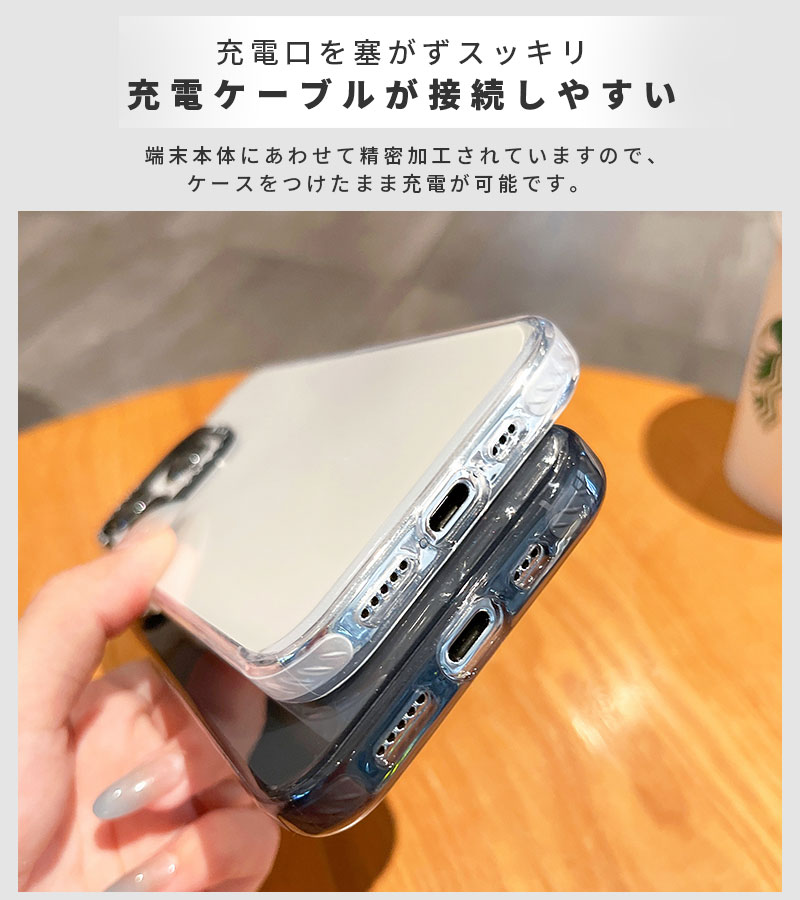 充電口を塞がずスッキリ
充電ケーブルが接続しやすい
端末本体にあわせて精密加工されていますので、
ケースをつけたまま充電が可能です。